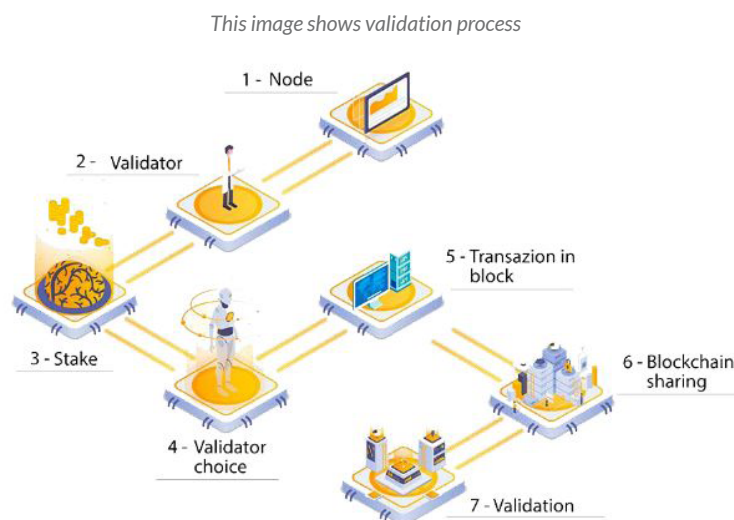 This image shows validation process
1 - Node
2 - Validator
3 - Stake
4 - Validator
choice
5 - Transazion in
block
6 - Blockchain
sharing
7 - Validation